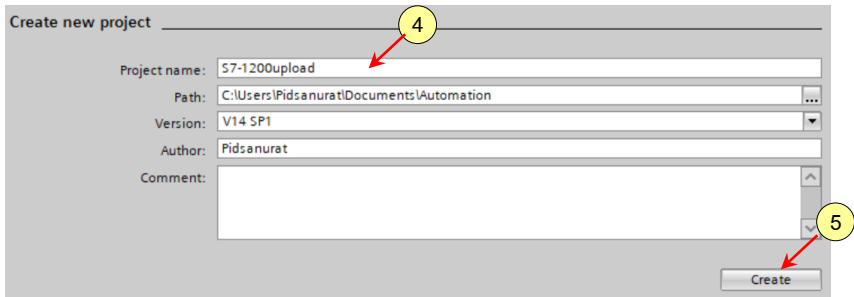 Create new project
4
Project name: S7-1200upload
Path: C:\Users\Pidsanurat\Documents\Automation ...
Version: V14 SP1
Author: Pidsanurat
Comment:
5
Create